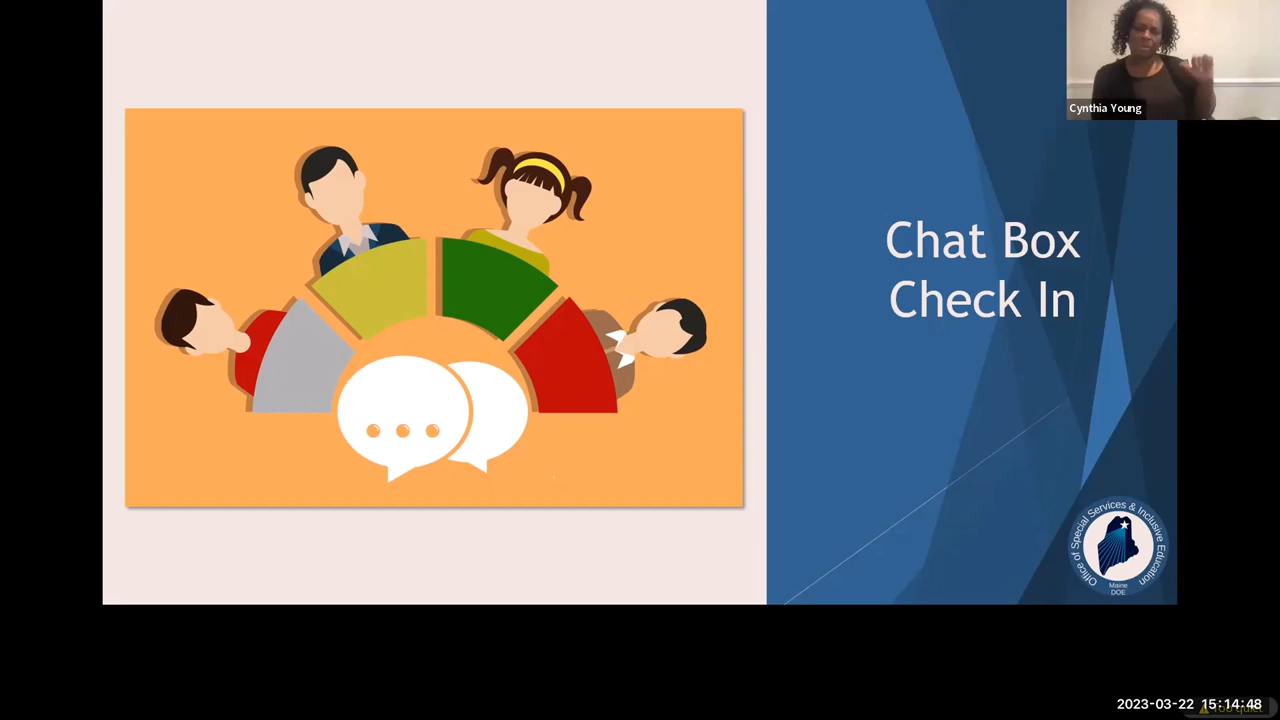 Cynthia Young
Chat Box
Check In
Office of Special Services & Inclusive Education
Maine
DOE
2023-03-22 15:14:48